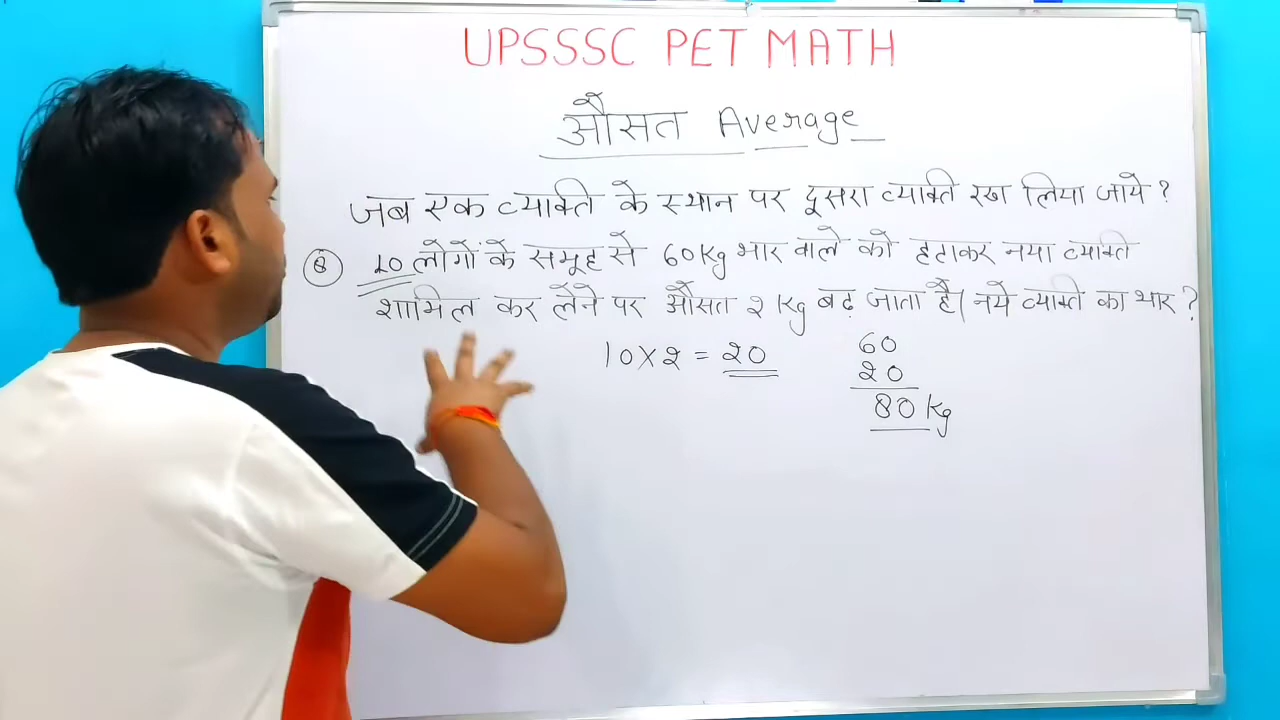 UPSSSC PET MATH
औसत Average
जब एक व्यक्ति के स्थान पर दूसरा व्यक्ति रख लिया जाये ?
Q 10 लोगों के समूह से 60 Kg भार वाले को हटाकर नया व्यक्ति
शामिल कर लेने पर औसत 2 Kg बढ़ जाता है। नये व्यक्ति का भार ?
10 X 2 = 20
60
20
80 Kg